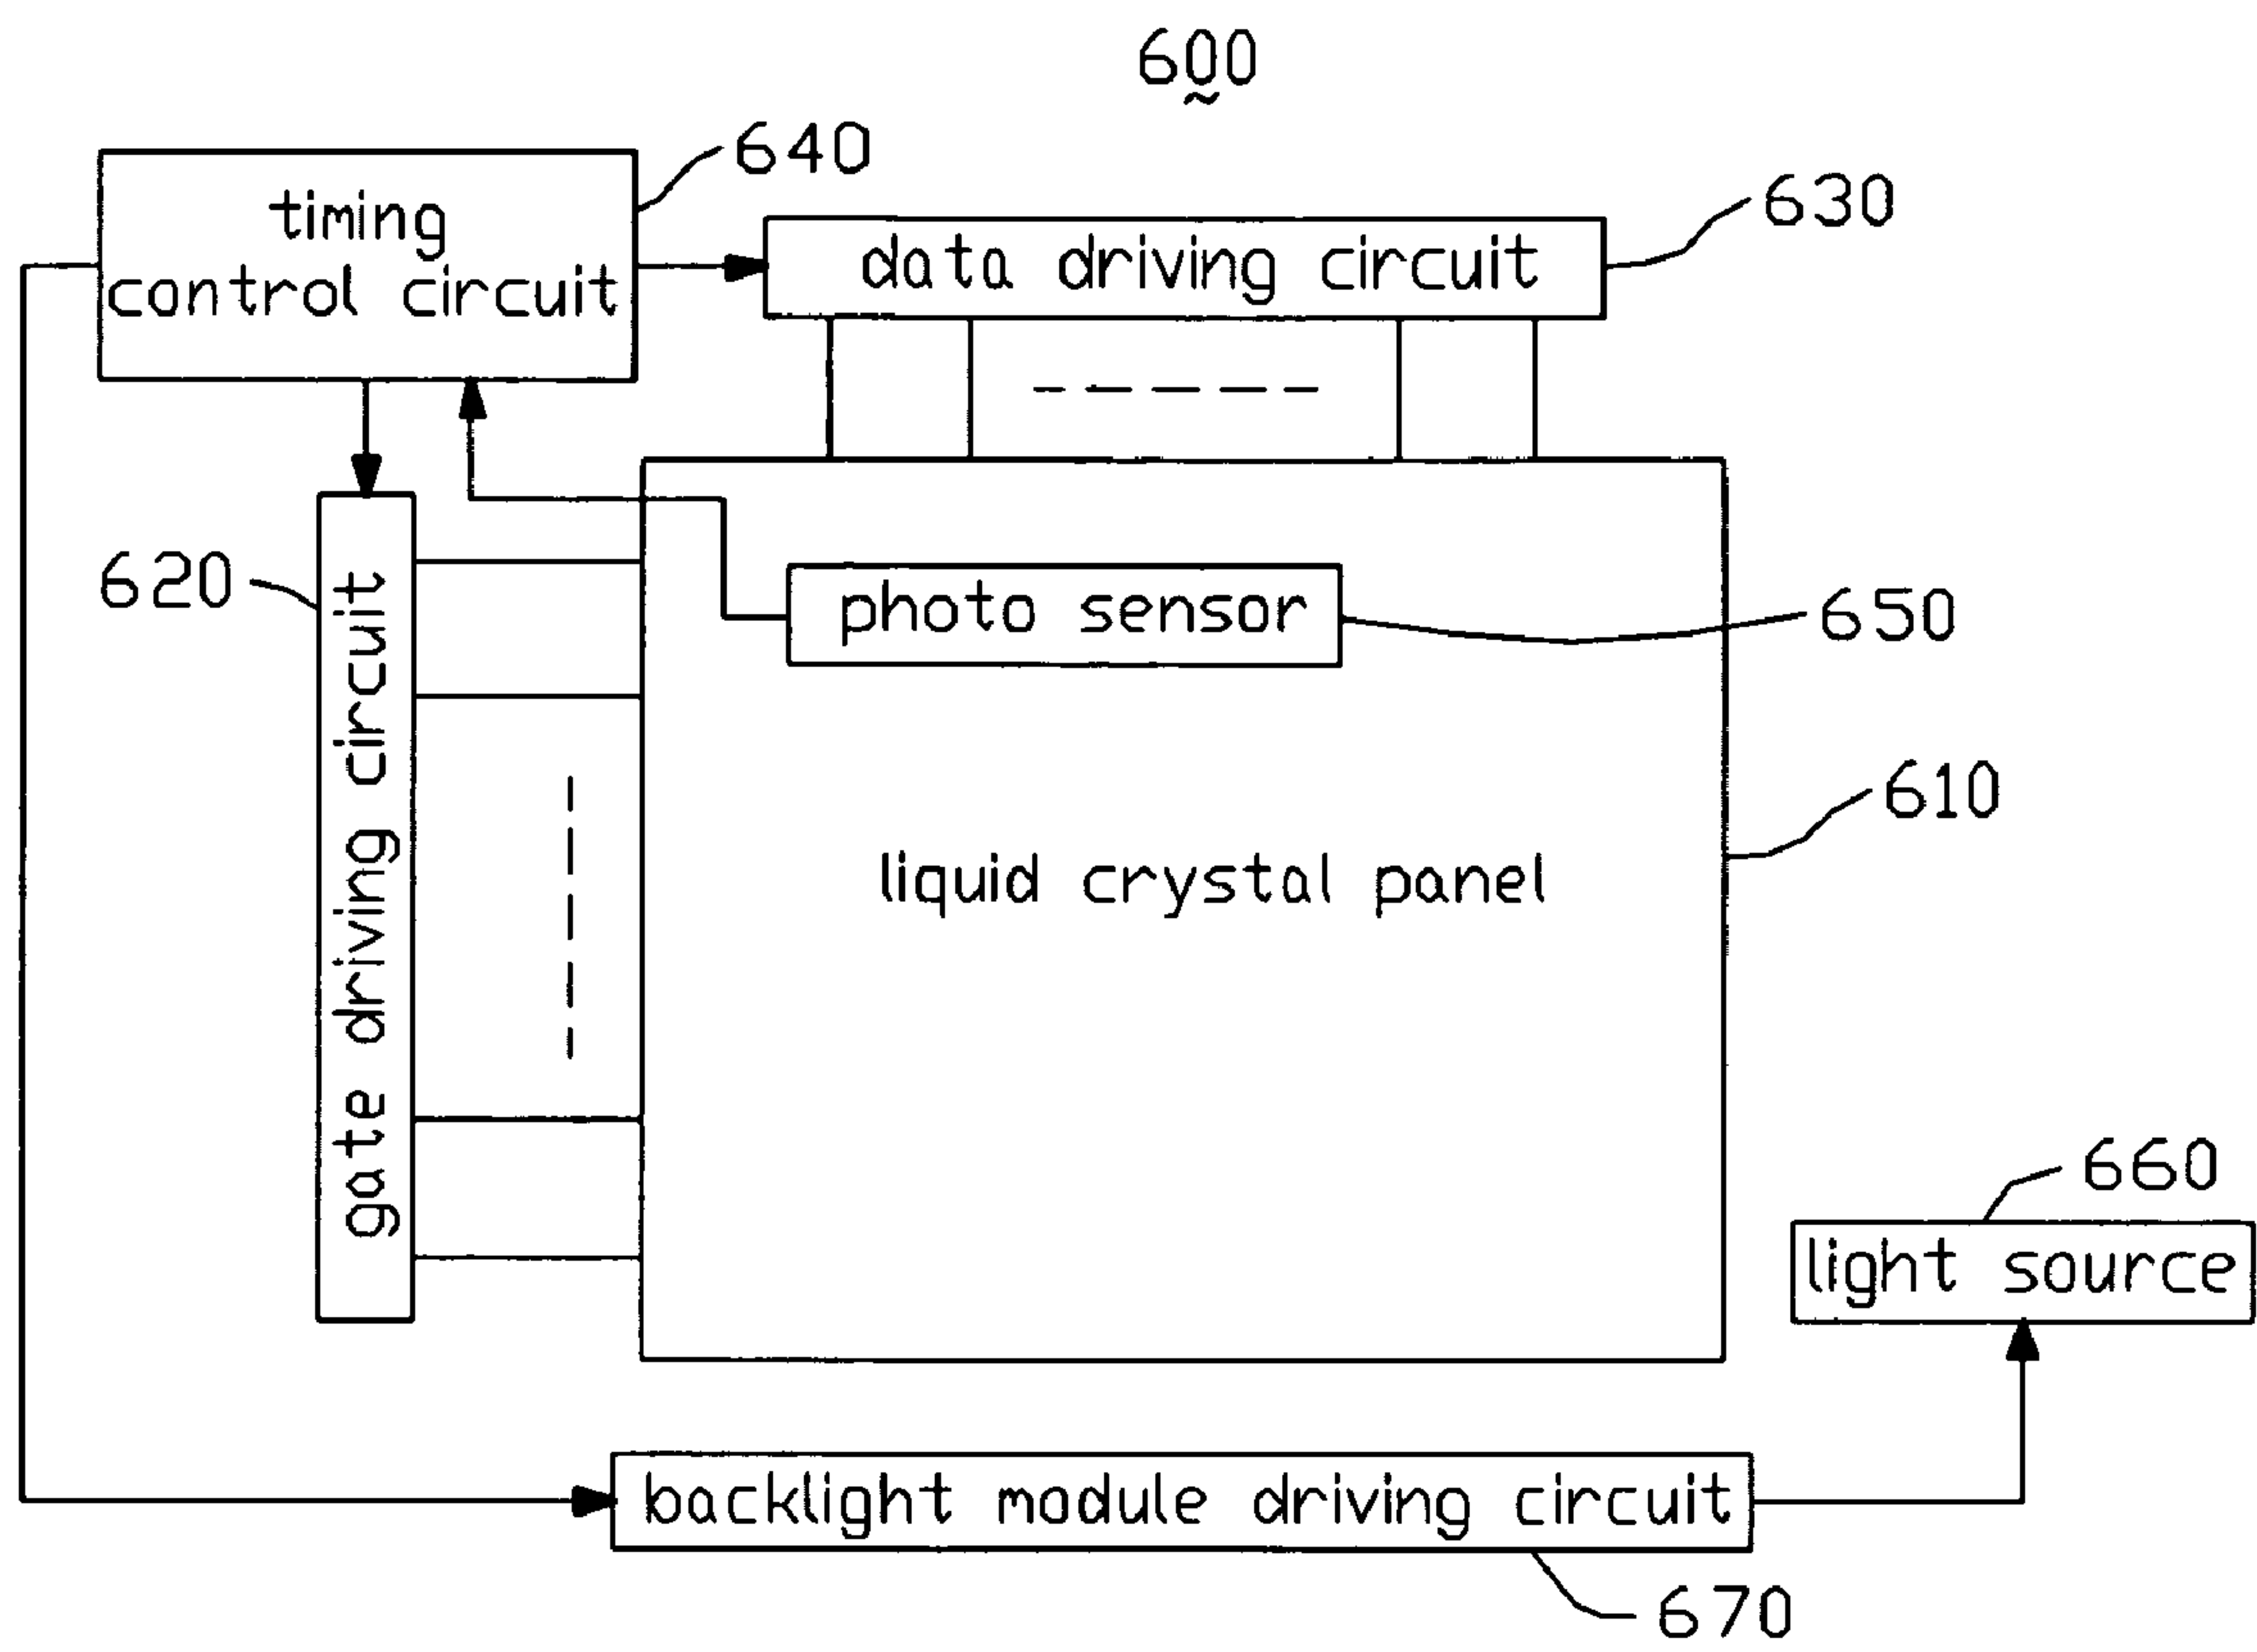 600
640
timing
control circuit
630
data driving circuit
620
gate driving circuit
photo sensor
650
610
liquid crystal panel
660
light source
backlight module driving circuit
670